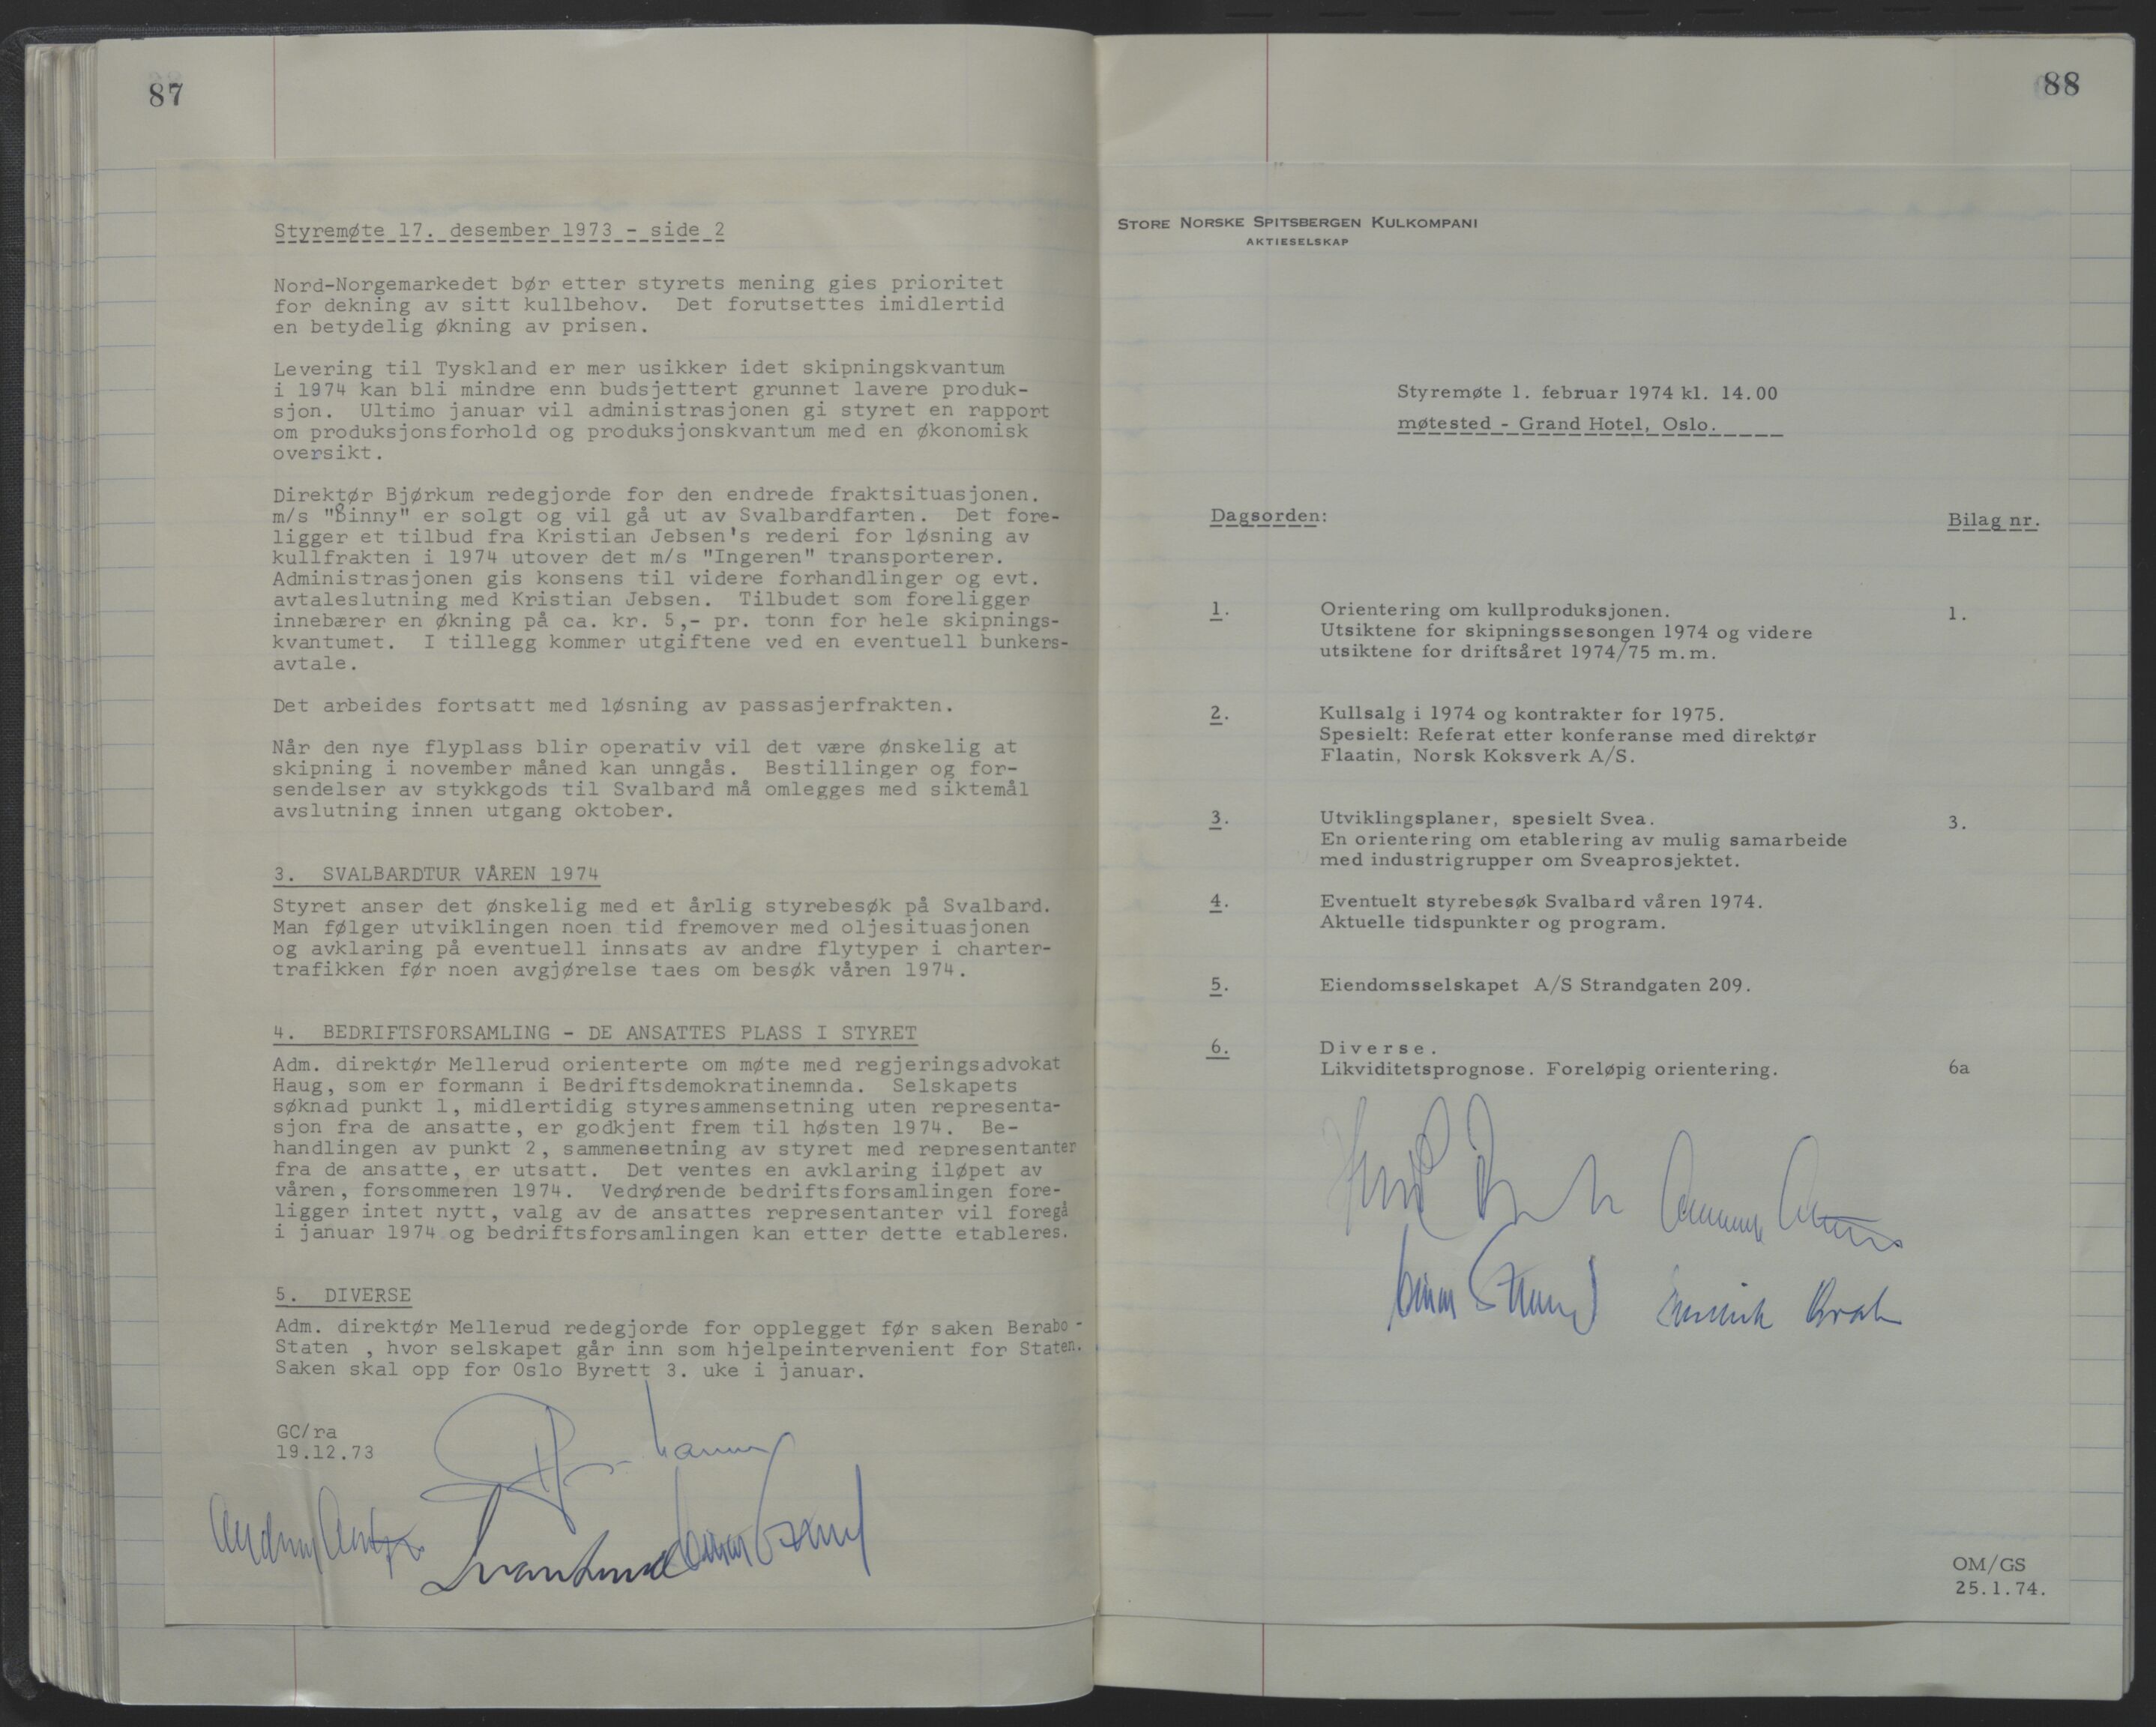 87
Styremøte 17. desember 1973 - side 2
Nord-Norgemarkedet bør etter styrets mening gies prioritet
for dekning av sitt kullbehov. Det forutsettes imidlertid
en betydelig økning av prisen.
Levering til Tyskland er mer usikker idet skipningskvantum
i 1974 kan bli mindre enn budsjettert grunnet lavere produk-
sjon. Ultimo januar vil administrasjonen gi styret en rapport
om produksjonsforhold og produksjonskvantum med en økonomisk
oversikt.
Direktør Bjørkum redegjorde for den endrede fraktsituasjonen.
m/s "Binny" er solgt og vil gå ut av Svalbardfarten. Det fore-
ligger et tilbud fra Kristian Jebsen's rederi for løsning av
kullfrakten i 1974 utover det m/s "Ingeren" transporterer.
Administrasjonen gis konsens til videre forhandlinger og evt.
avtaleslutning med Kristian Jebsen. Tilbudet som foreligger
innebærer en økning på ca. kr. 5,- pr. tonn for hele skipnings-
kvantumet. I tillegg kommer utgiftene ved en eventuell bunkers-
avtale.
Det arbeides fortsatt med løsning av passasjerfrakten.
Når den nye flyplass blir operativ vil det være ønskelig at
skipning i november måned kan unngås. Bestillinger og for-
sendelser av stykkgods til Svalbard må omlegges med siktemål
avslutning innen utgang oktober.
3. SVALBARDTUR VÅREN 1974
Styret anser det ønskelig med et årlig styrebesøk på Svalbard.
Man følger utviklingen noen tid fremover med oljesituasjonen
og avklaring på eventuell innsats av andre flytyper i charter-
trafikken før noen avgjørelse taes om besøk våren 1974.
4. BEDRIFTSFORSAMLING - DE ANSATTES PLASS I STYRET
Adm. direktør Mellerud orienterte om møte med regjeringsadvokat
Haug, som er formann i Bedriftsdemokratinemnda. Selskapets
søknad punkt 1, midlertidig styresammensetning uten representa-
sjon fra de ansatte, er godkjent frem til høsten 1974. Be-
handlingen av punkt 2, sammensetning av styret med representanter
fra de ansatte, er utsatt. Det ventes en avklaring iløpet av
våren, forsommeren 1974. Vedrørende bedriftsforsamlingen fore-
ligger intet nytt, valg av de ansattes representanter vil foregå
i januar 1974 og bedriftsforsamlingen kan etter dette etableres.
5. DIVERSE
Adm. direktør Mellerud redegjorde for opplegget før saken Berabo -
Staten , hvor selskapet går inn som hjelpeintervenient for Staten.
Saken skal opp for Oslo Byrett 3. uke i januar.
GC/ra
19.12.73
88
STORE NORSKE SPITSBERGEN KULKOMPANI
AKTIESELSKAP
Styremøte 1. februar 1974 kl. 14.00
møtested - Grand Hotel, Oslo.
Dagsorden: Bilag nr.
1. Orientering om kullproduksjonen. 1.
Utsiktene for skipningssesongen 1974 og videre
utsiktene for driftsåret 1974/75 m.m.
2. Kullsalg i 1974 og kontrakter for 1975.
Spesielt: Referat etter konferanse med direktør
Flaatin, Norsk Koksverk A/S.
3. Utviklingsplaner, spesielt Svea. 3.
En orientering om etablering av mulig samarbeide
med industrigrupper om Sveaprosjektet.
4. Eventuelt styrebesøk Svalbard våren 1974.
Aktuelle tidspunkter og program.
5. Eiendomsselskapet A/S Strandgaten 209.
6. Diverse.
Likviditetsprognose. Foreløpig orientering. 6a
OM/GS
25.1.74.